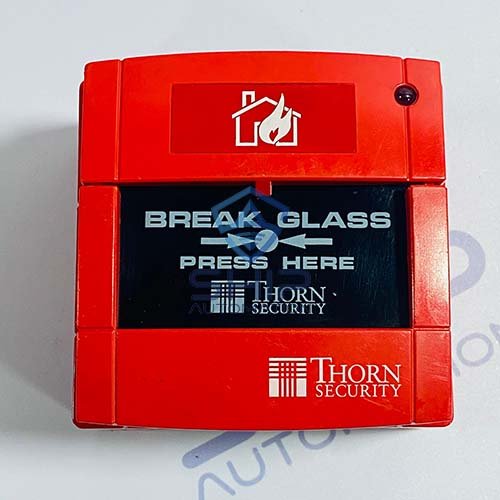 BREAK GLASS
PRESS HERE
THORN
SECURITY
THORN
SECURITY